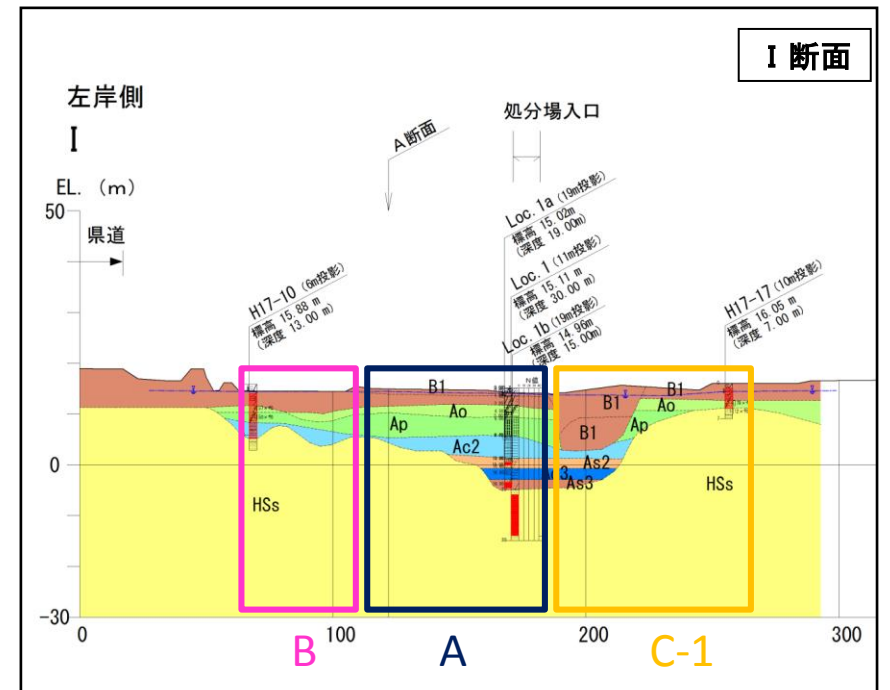 I 断面
左岸側
I
EL. (m)
県道
A断面
処分場入口
H17-10 (6m投影)
標高 15.88 m
(深度 13.00 m)
Loc. 1a (19m投影)
標高 15.02m
(深度 19.00m)
Loc. 1 (11m投影)
標高 15.11 m
(深度 30.00 m)
Loc. 1b (19m投影)
標高 14.96m
(深度 15.00m)
H17-17 (10m投影)
標高 16.05 m
(深度 7.00 m)
50
0
-30
N値
B1
B1
B1
B1
Ao
Ao
Ap
Ap
Ac2
As2
As3
HSs
HSs
0
100
200
300
B
A
C-1